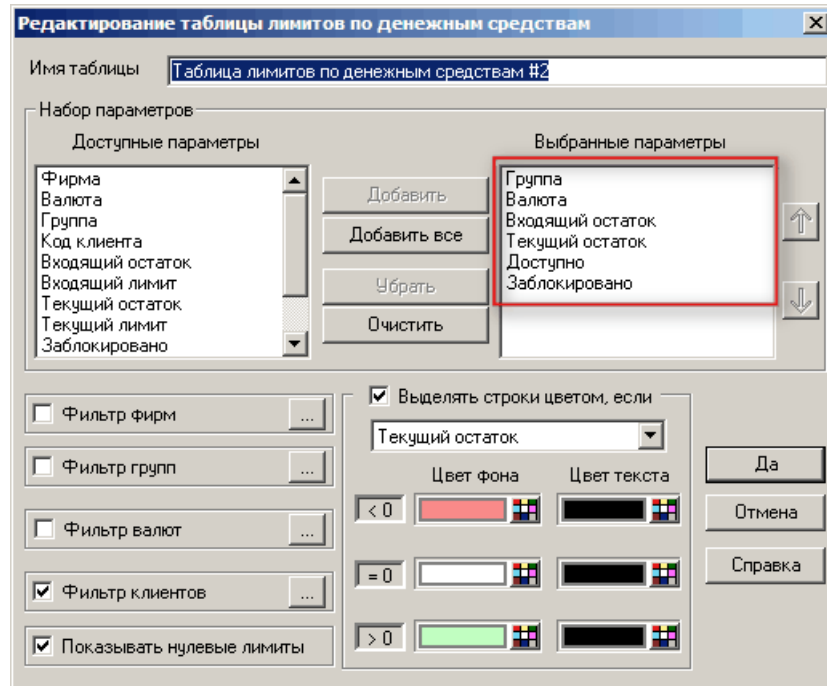 Редактирование таблицы лимитов по денежным средствам
Имя таблицы
Таблица лимитов по денежным средствам #2
Набор параметров
Доступные параметры
Выбранные параметры
Фирма
Валюта
Группа
Код клиента
Входящий остаток
Входящий лимит
Текущий остаток
Текущий лимит
Заблокировано
Добавить
Добавить все
Убрать
Очистить
Группа
Валюта
Входящий остаток
Текущий остаток
Доступно
Заблокировано
Фильтр фирм ...
Фильтр групп ...
Фильтр валют ...
Фильтр клиентов ...
Показывать нулевые лимиты
Выделять строки цветом, если
Текущий остаток
Цвет фона Цвет текста
< 0
= 0
> 0
Да
Отмена
Справка